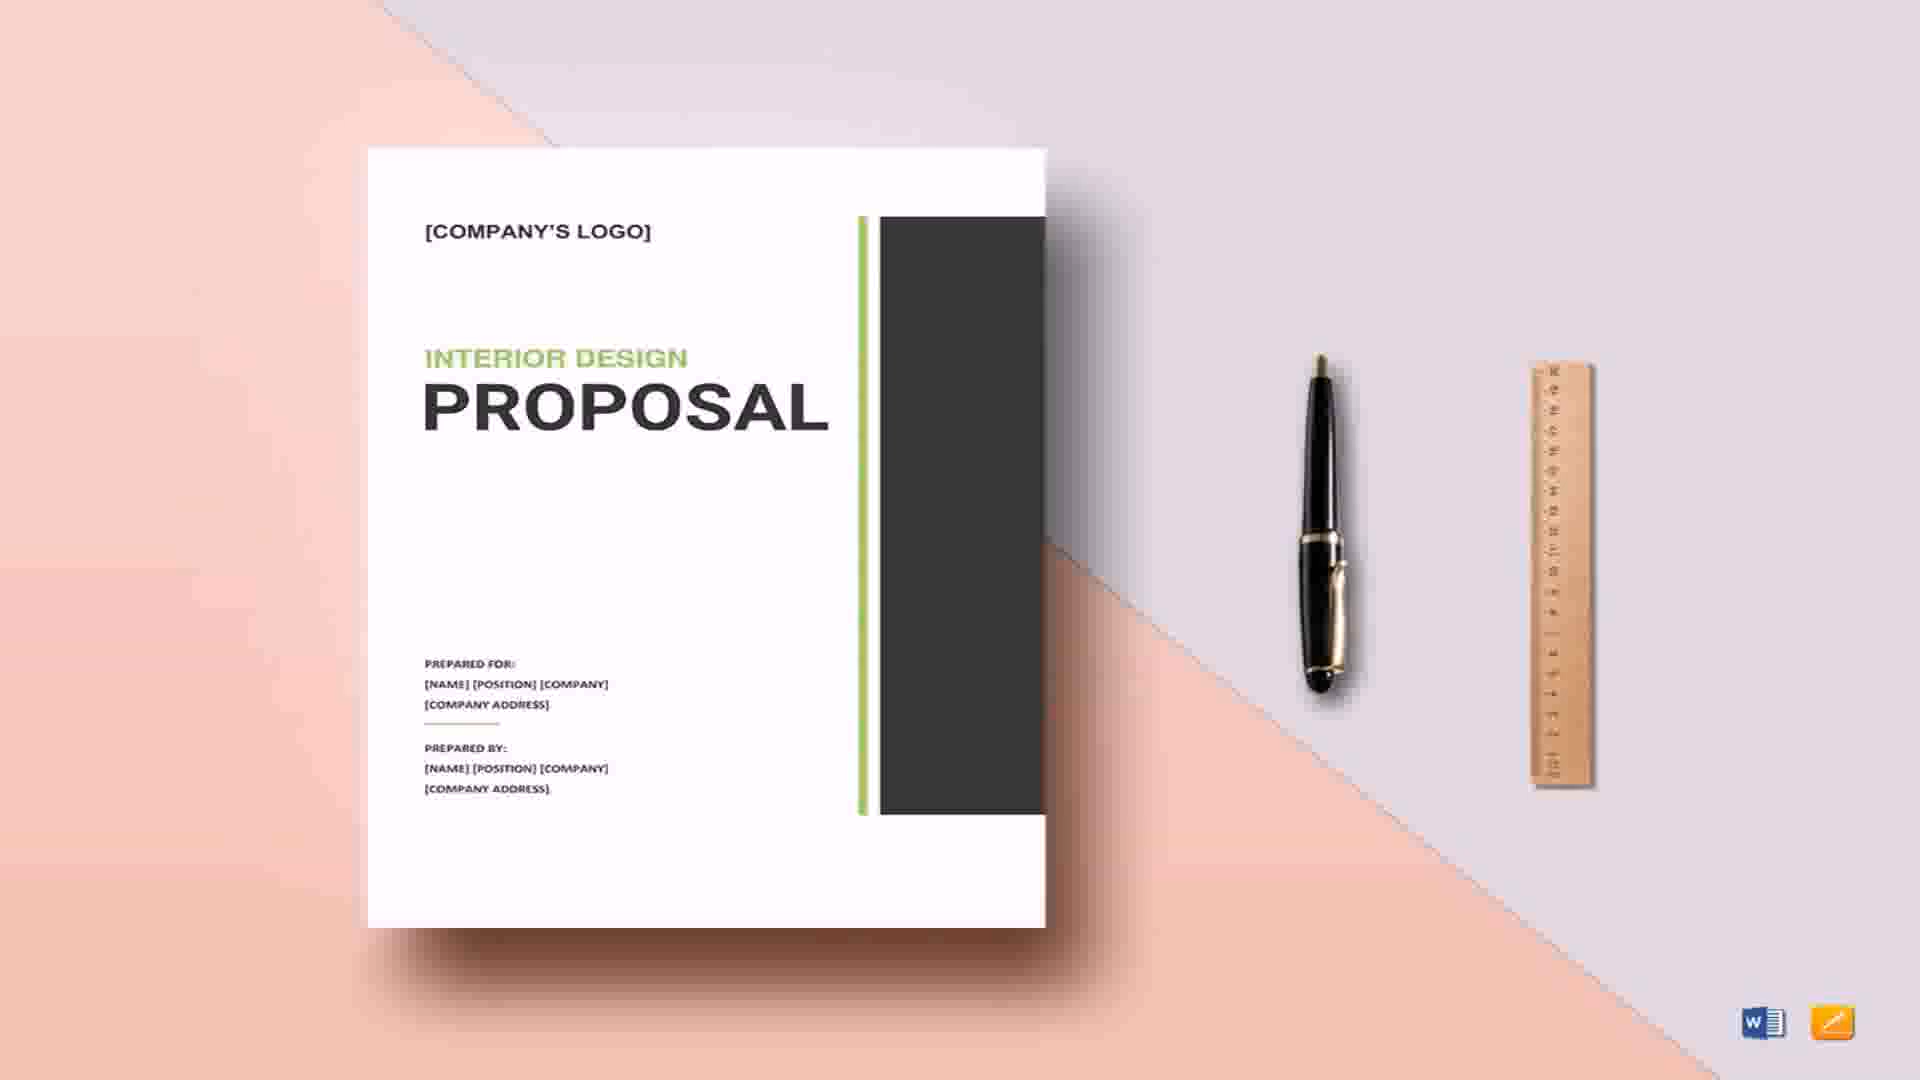 [COMPANY'S LOGO]
INTERIOR DESIGN
PROPOSAL
PREPARED FOR:
[NAME] [POSITION] [COMPANY]
[COMPANY ADDRESS]
PREPARED BY:
[NAME] [POSITION] [COMPANY]
[COMPANY ADDRESS]
W